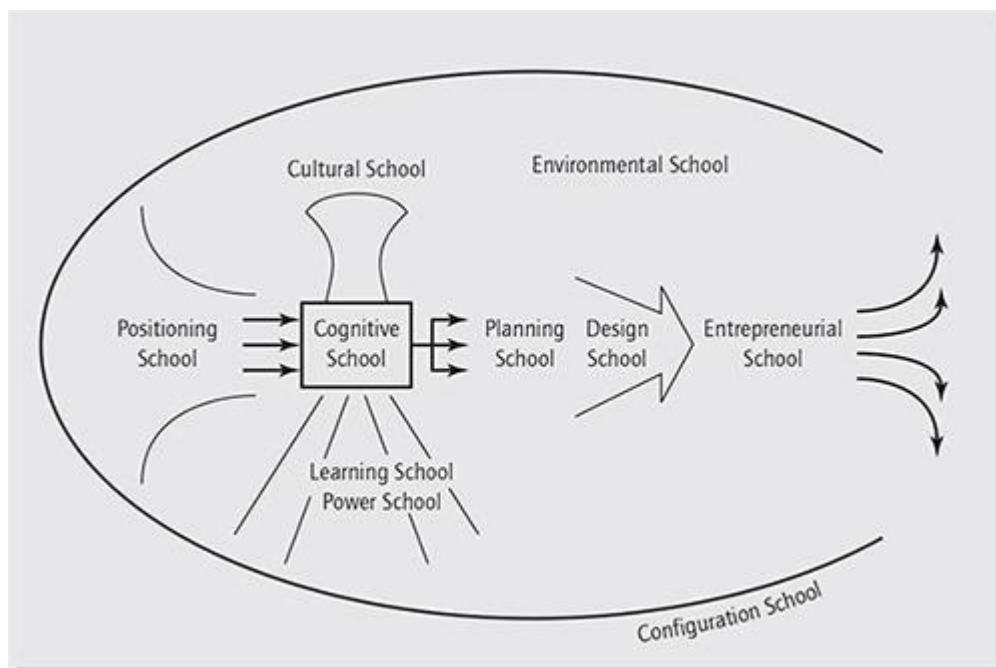 Cultural School
Environmental School
Positioning
School
Cognitive
School
Planning
School
Design
School
Entrepreneurial
School
Learning School
Power School
Configuration School